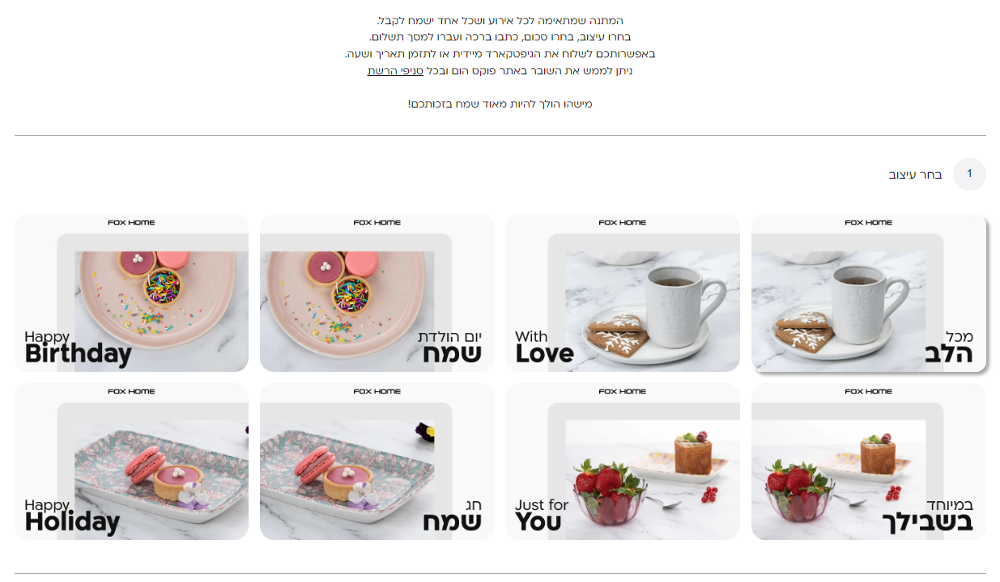 המתנה שמתאימה לכל אירוע ושכל אחד ישמח לקבל.
בחרו עיצוב, בחרו סכום, כתבו ברכה ועברו למסך תשלום.
באפשרותכם לשלוח את הגיפטקארד מיידית או לתזמן תאריך ושעה.
ניתן לממש את השובר באתר פוקס הום ובכל סניפי הרשת
מישהו הולך להיות מאוד שמח בזכותכם!
1
בחר עיצוב
FOX HOME
מכל
הלב
FOX HOME
With
Love
FOX HOME
יום הולדת
שמח
FOX HOME
Happy
Birthday
FOX HOME
במיוחד
בשבילך
FOX HOME
Just for
You
FOX HOME
חג
שמח
FOX HOME
Happy
Holiday